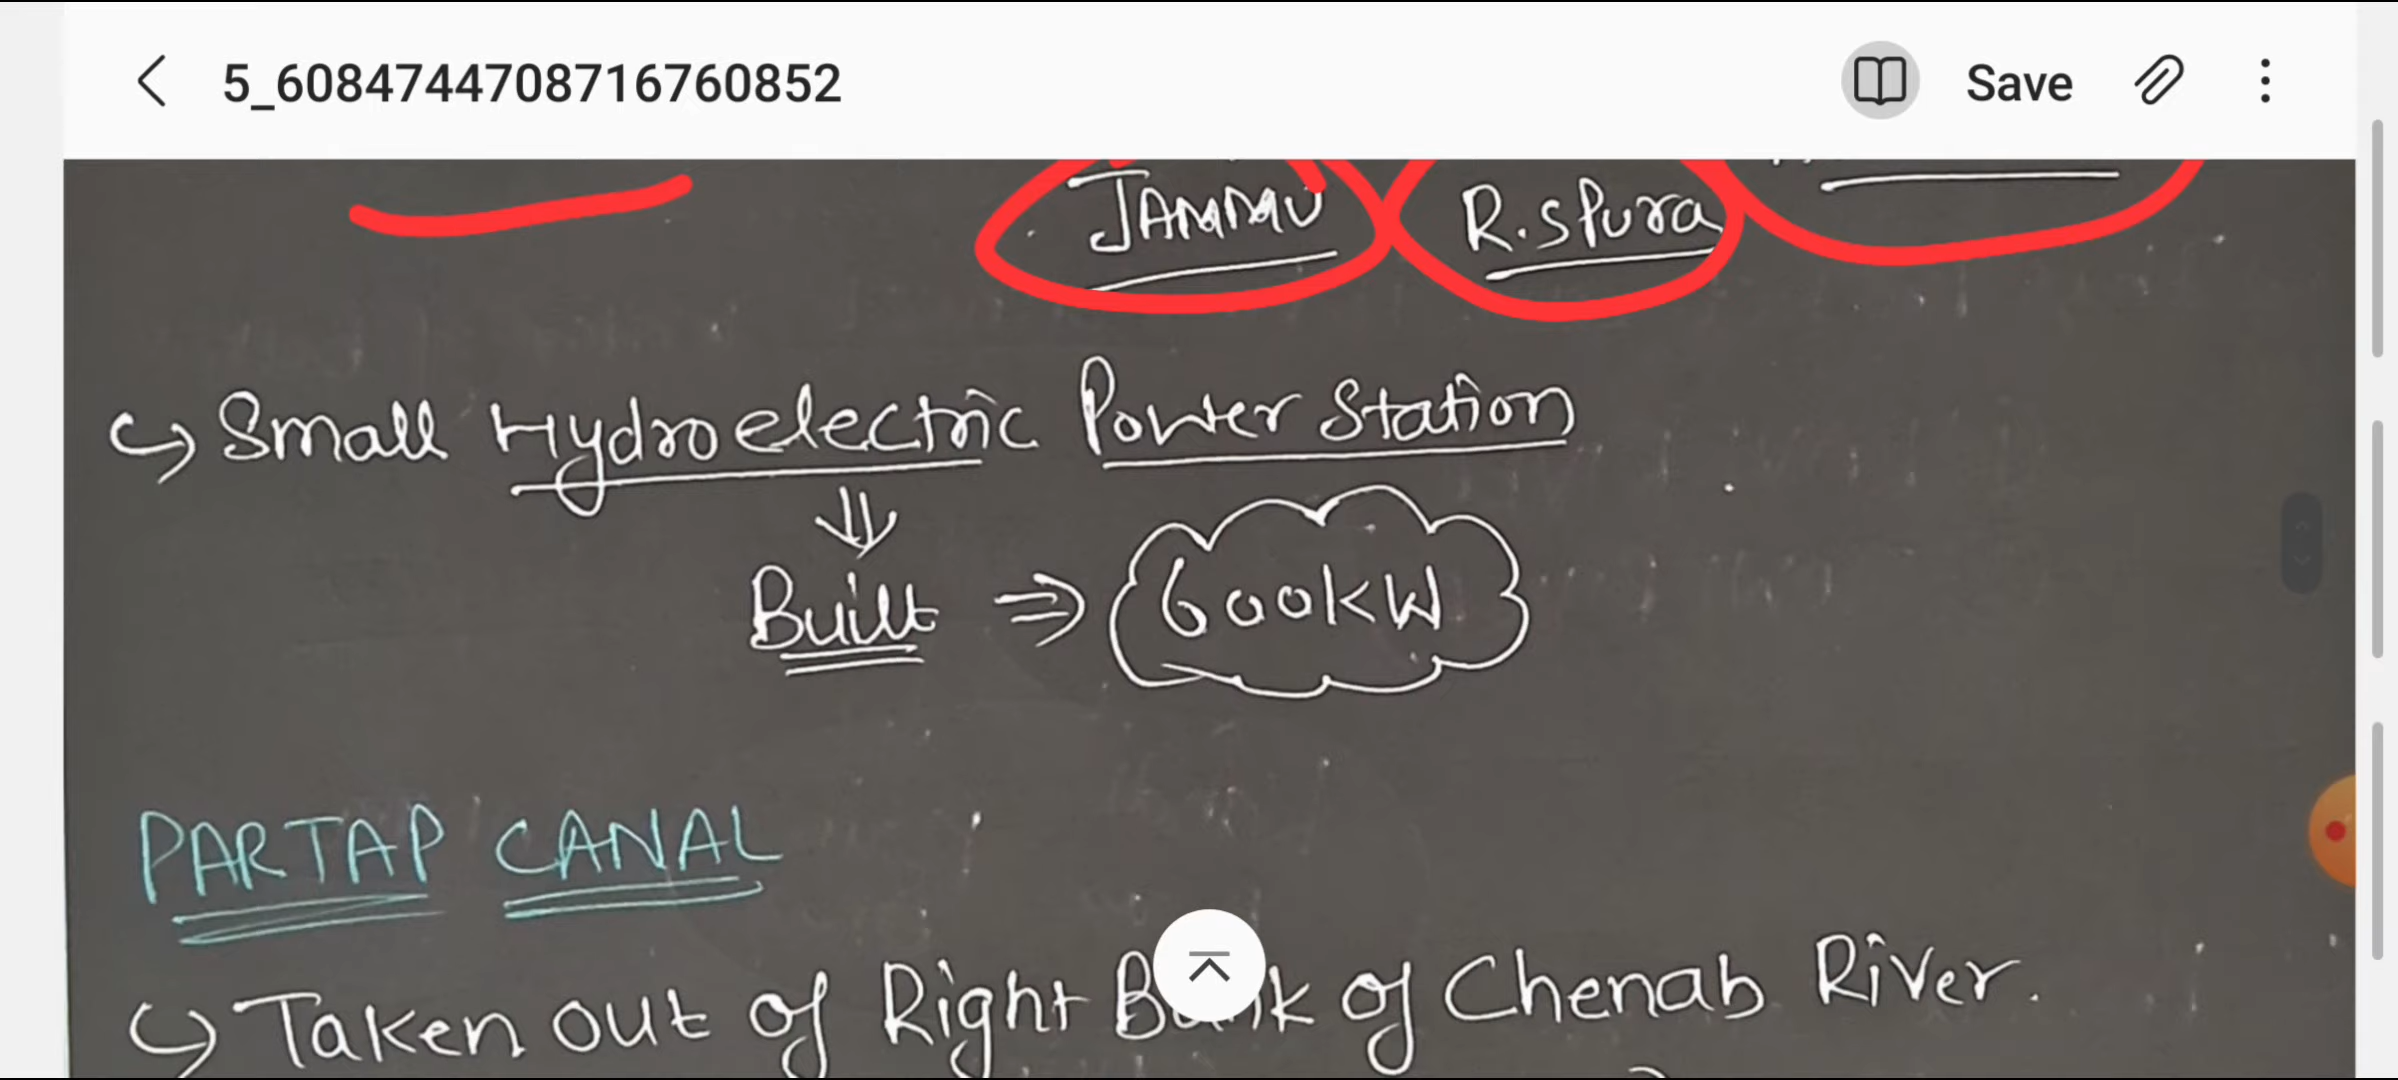 5_6084744708716760852 Save
JAMMU R.S Pura
↪ Small Hydroelectric Power Station
⇓
Built ⇒ 600kW
PARTAP CANAL
↪ Taken out of Right Bank of Chenab River.